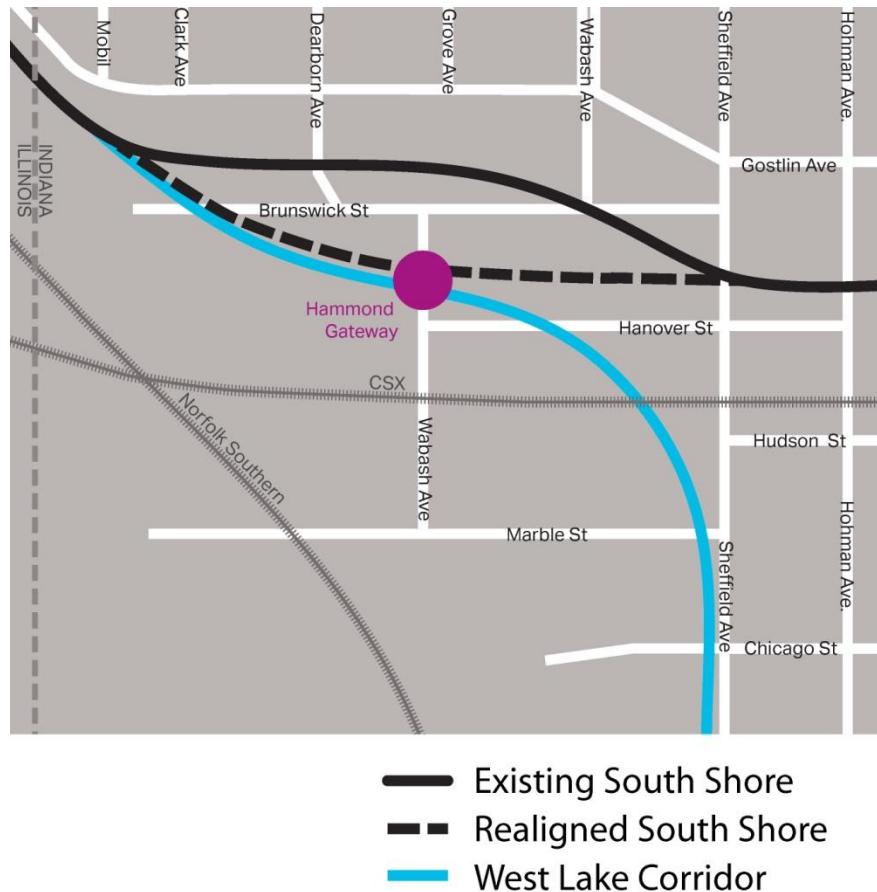 Mobil
Clark Ave
Dearborn Ave
Grove Ave
Wabash Ave
Sheffield Ave
Hohman Ave.
Gostlin Ave
INDIANA
ILLINOIS
Brunswick St
Hammond
Gateway
Hanover St
CSX
Norfolk Southern
Wabash Ave
Hudson St
Marble St
Hohman Ave.
Sheffield Ave
Chicago St
Existing South Shore
Realigned South Shore
West Lake Corridor